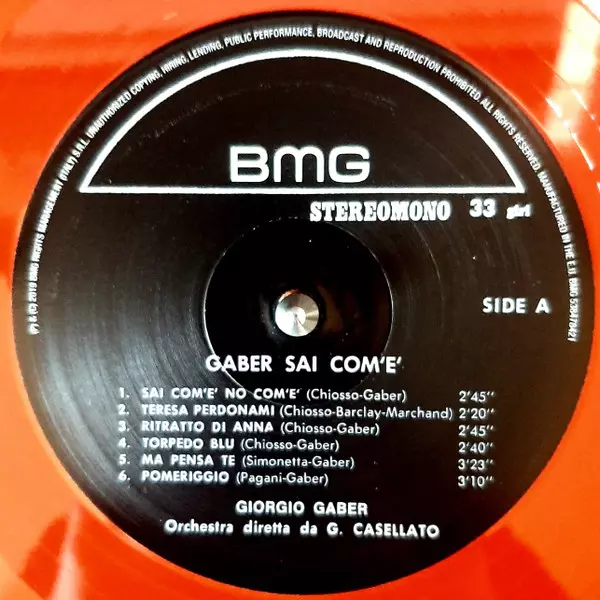 (P) & (C) 2019 BMG RIGHTS MANAGEMENT (ITALY) S.R.L. UNAUTHORIZED COPYING, HIRING, LENDING, PUBLIC PERFORMANCE, BROADCAST AND REPRODUCTION PROHIBITED. ALL RIGHTS RESERVED. MANUFACTURED IN THE E.U. BMG 538478421
BMG
STEREOMONO 33 giri
SIDE A
GABER SAI COM'E'
1. SAI COM'E' NO COM'E' (Chiosso-Gaber) 2'45"
2. TERESA PERDONAMI (Chiosso-Barclay-Marchand) 2'20"
3. RITRATTO DI ANNA (Chiosso-Gaber) 2'45"
4. TORPEDO BLU (Chiosso-Gaber) 2'40"
5. MA PENSA TE (Simonetta-Gaber) 3'23"
6. POMERIGGIO (Pagani-Gaber) 3'10"
GIORGIO GABER
Orchestra diretta da G. CASELLATO